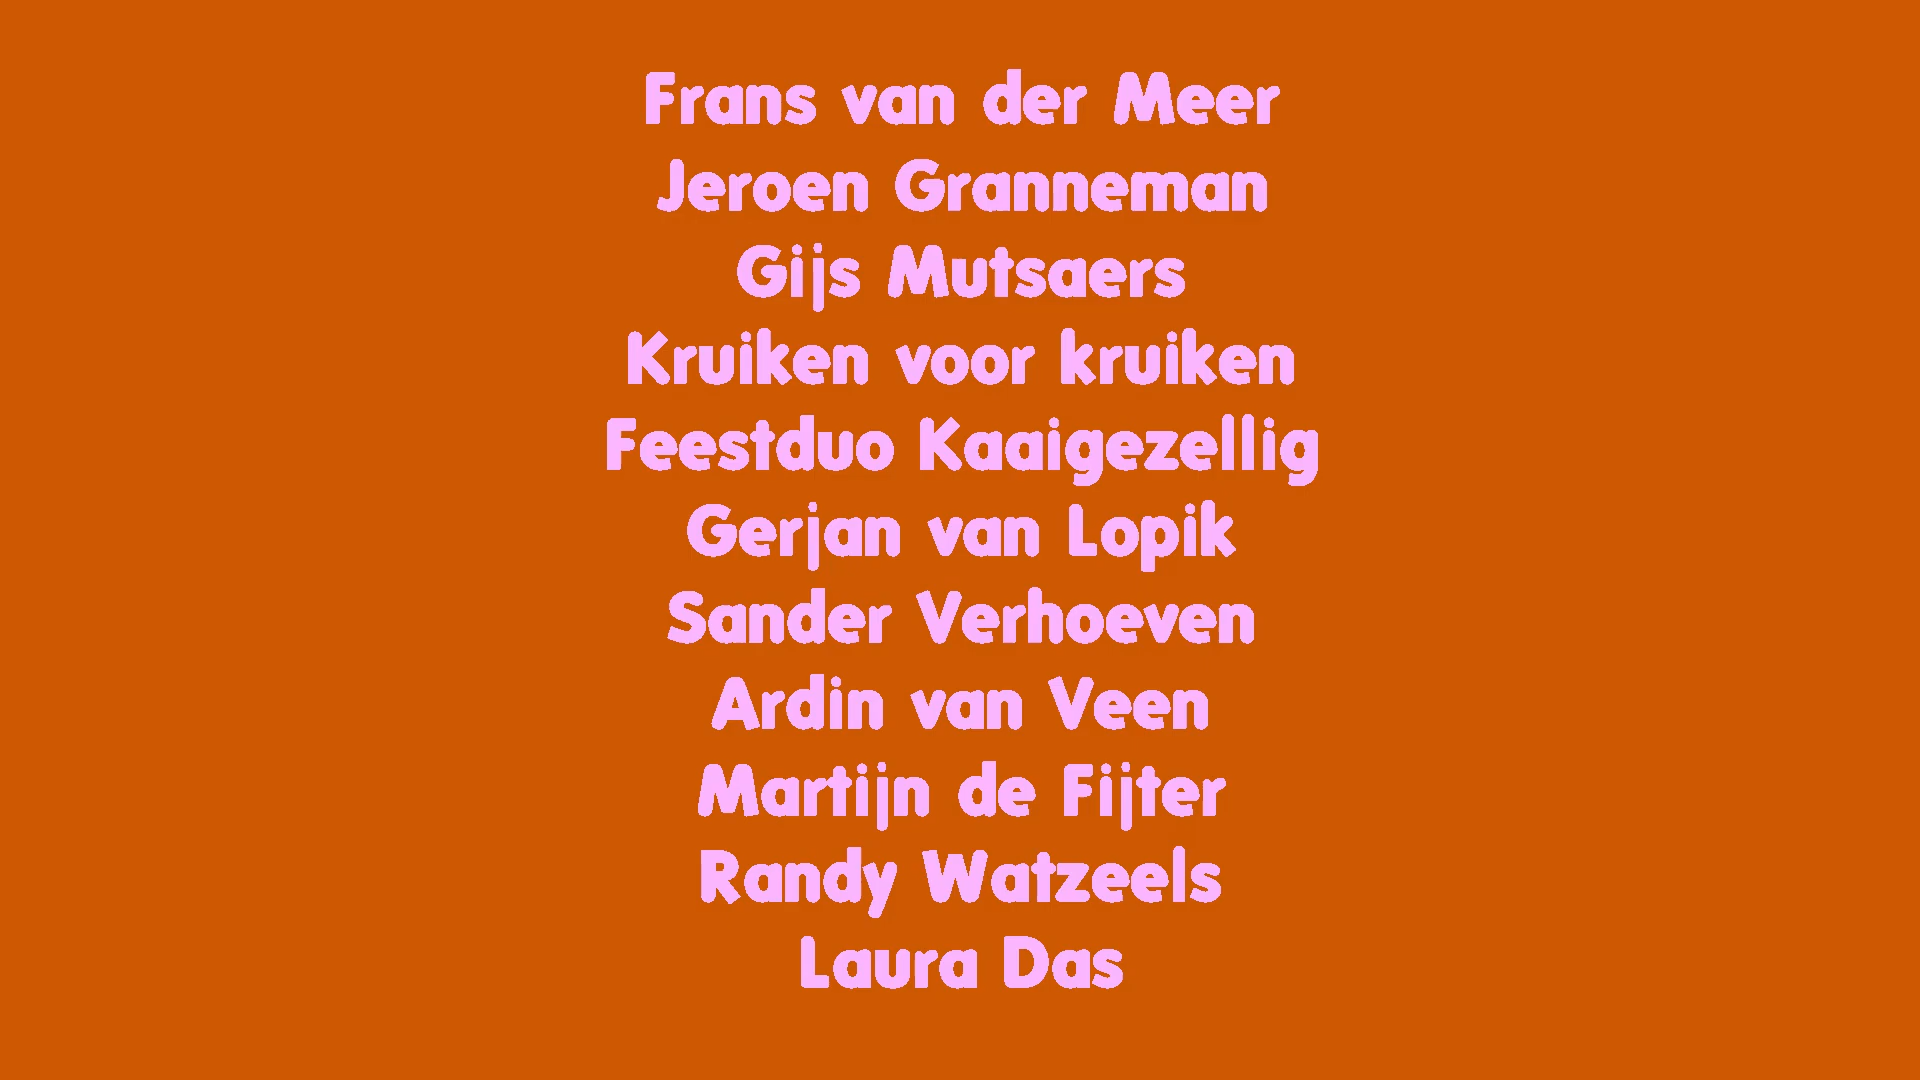 Frans van der Meer
Jeroen Granneman
Gijs Mutsaers
Kruiken voor kruiken
Feestduo Kaaigezellig
Gerjan van Lopik
Sander Verhoeven
Ardin van Veen
Martijn de Fijter
Randy Watzeels
Laura Das